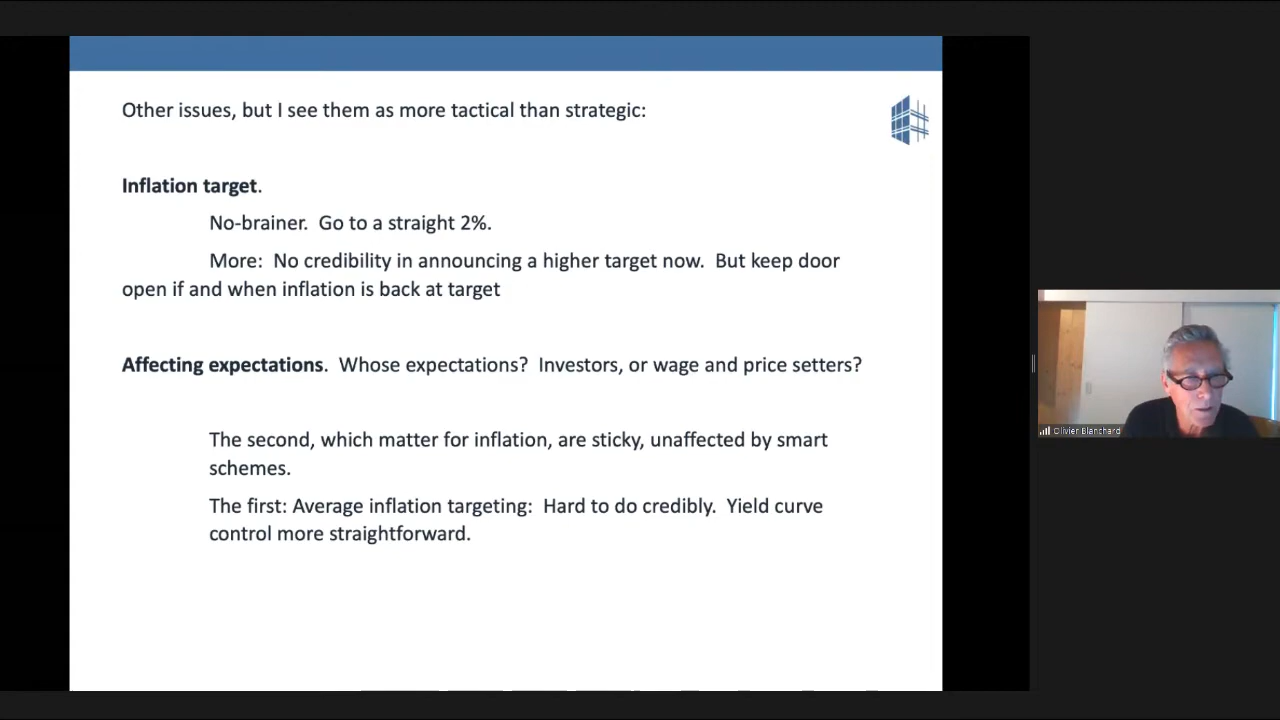 Other issues, but I see them as more tactical than strategic:
Inflation target.
No-brainer.  Go to a straight 2%.
More:  No credibility in announcing a higher target now.  But keep door
open if and when inflation is back at target
Affecting expectations.  Whose expectations?  Investors, or wage and price setters?
The second, which matter for inflation, are sticky, unaffected by smart
schemes.
The first: Average inflation targeting:  Hard to do credibly.  Yield curve
control more straightforward.
Olivier Blanchard